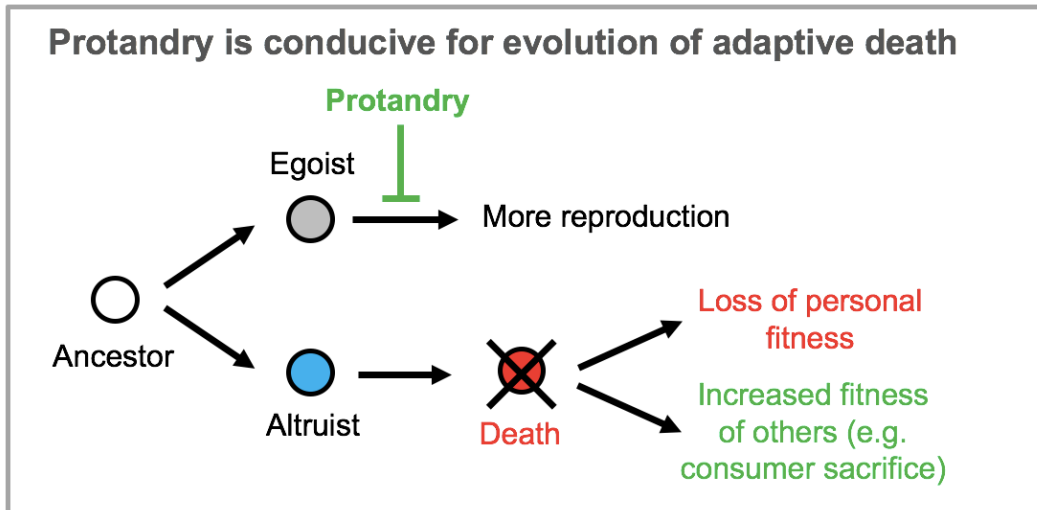 Protandry is conducive for evolution of adaptive death
Protandry
Egoist
More reproduction
Ancestor
Loss of personal
fitness
Altruist
Death
Increased fitness
of others (e.g.
consumer sacrifice)